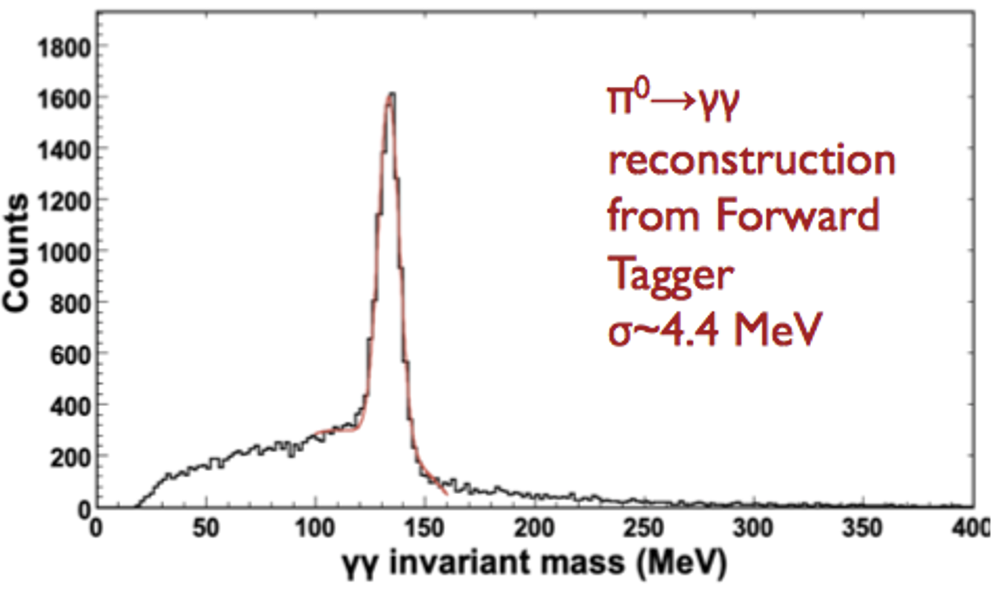 1800
1600
1400
1200
1000
800
600
400
200
0
Counts
π⁰→γγ
reconstruction
from Forward
Tagger
σ~4.4 MeV
0 50 100 150 200 250 300 350 400
γγ invariant mass (MeV)